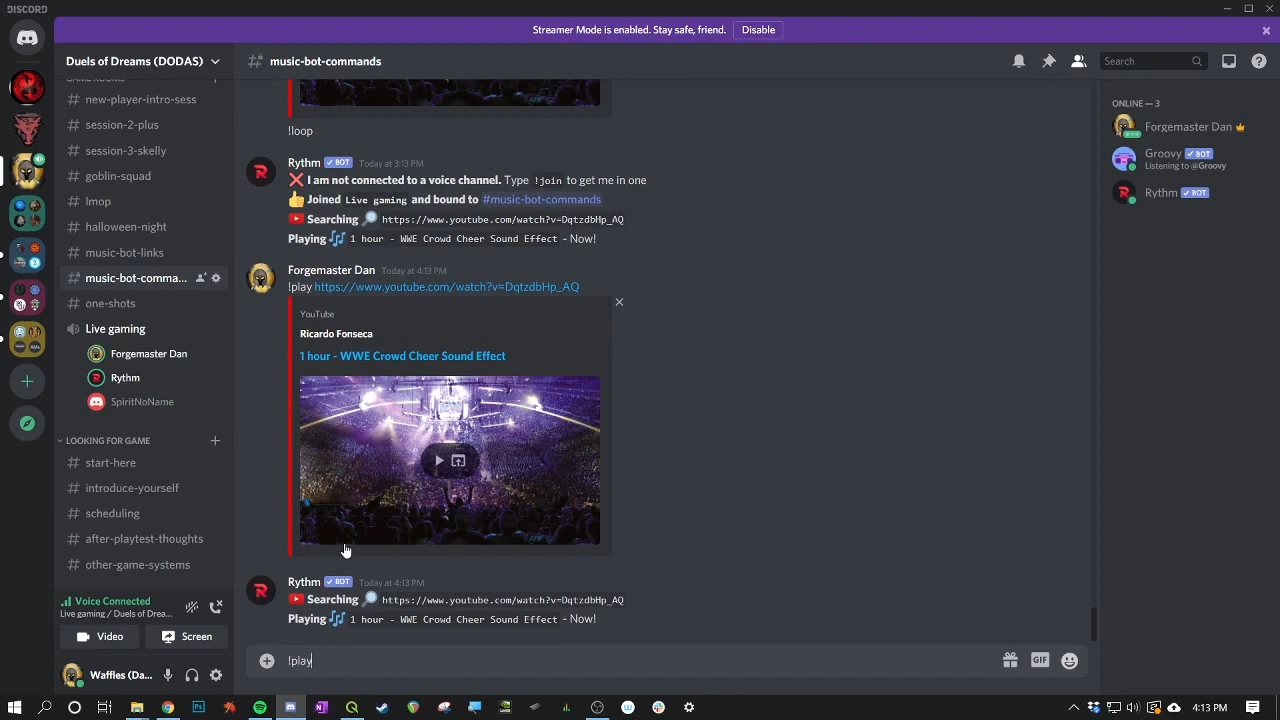 DISCORD
Streamer Mode is enabled. Stay safe, friend. Disable
Duels of Dreams (DODAS)
music-bot-commands
Search
GAME ROOMS
new-player-intro-sess
session-2-plus
session-3-skelly
goblin-squad
lmop
halloween-night
music-bot-links
music-bot-comma...
one-shots
Live gaming
Forgemaster Dan
Rythm
SpiritNoName
LOOKING FOR GAME
start-here
introduce-yourself
scheduling
after-playtest-thoughts
other-game-systems
Voice Connected
Live gaming / Duels of Drea...
Video
Screen
Waffles (Da...
!loop
Rythm BOT Today at 3:13 PM
I am not connected to a voice channel. Type !join to get me in one
Joined Live gaming and bound to #music-bot-commands
Searching https://www.youtube.com/watch?v=DqtzdbHp_AQ
Playing 1 hour - WWE Crowd Cheer Sound Effect - Now!
Forgemaster Dan Today at 4:13 PM
!play https://www.youtube.com/watch?v=DqtzdbHp_AQ
YouTube
Ricardo Fonseca
1 hour - WWE Crowd Cheer Sound Effect
Rythm BOT Today at 4:13 PM
Searching https://www.youtube.com/watch?v=DqtzdbHp_AQ
Playing 1 hour - WWE Crowd Cheer Sound Effect - Now!
!play
GIF
ONLINE — 3
Forgemaster Dan
Groovy BOT
Listening to @Groovy
Rythm BOT
4:13 PM